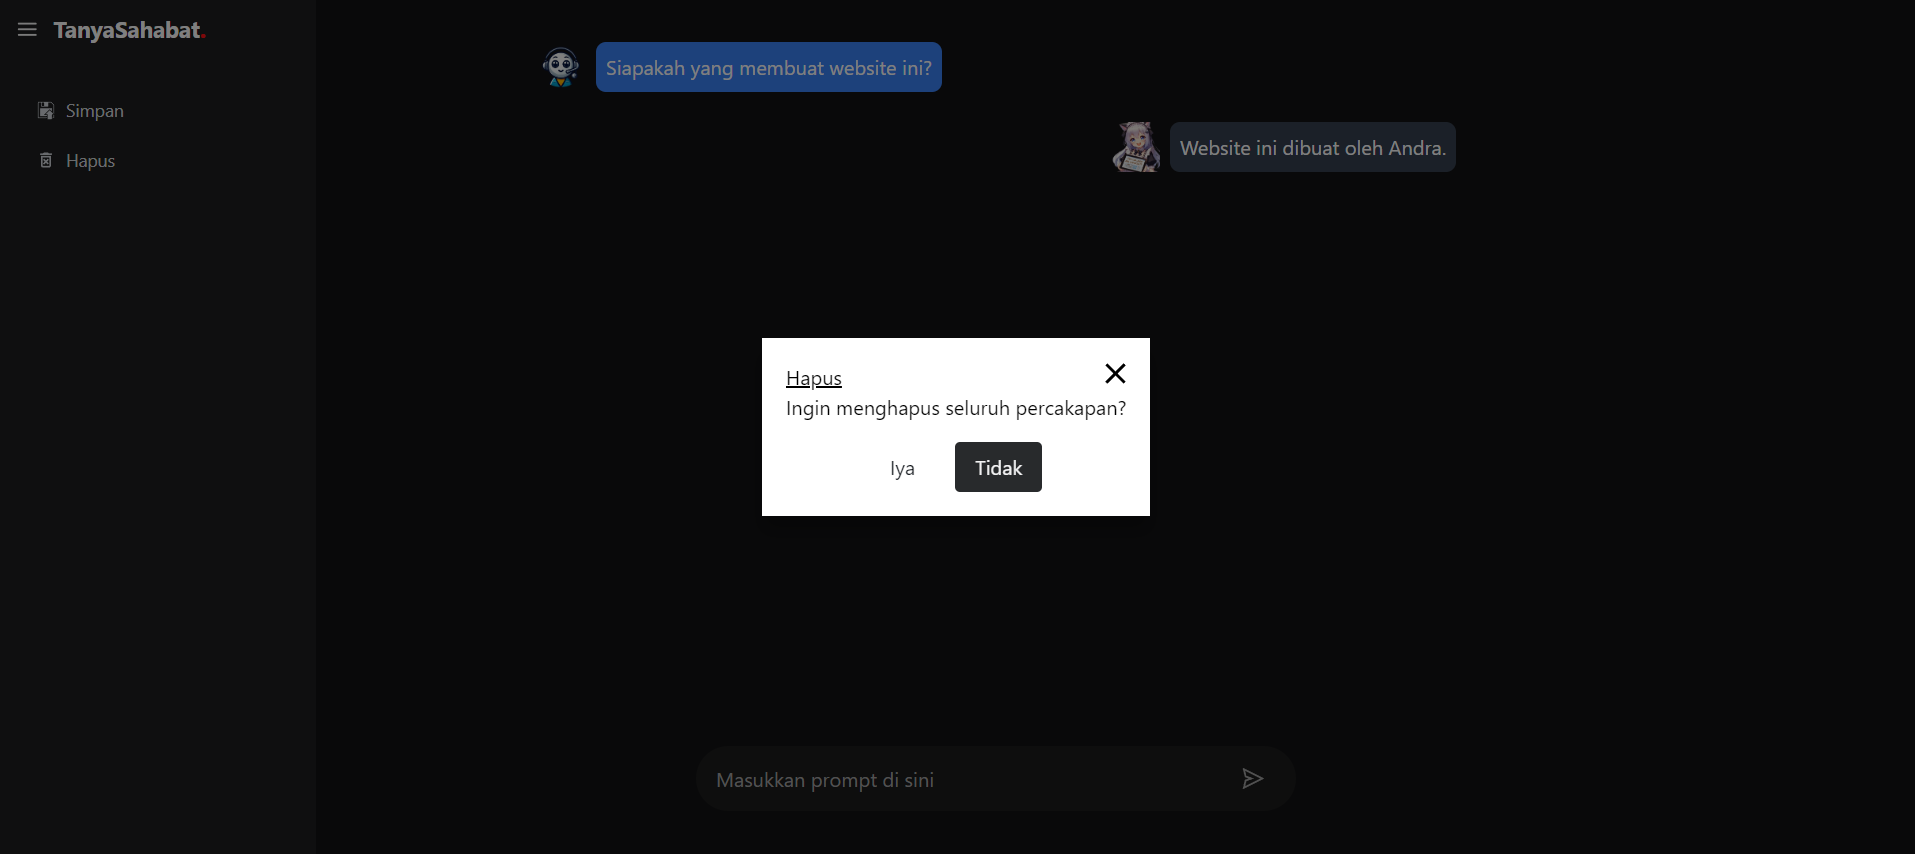 TanyaSahabat.
Simpan
Hapus
Siapakah yang membuat website ini?
Website ini dibuat oleh Andra.
Hapus
Ingin menghapus seluruh percakapan?
Iya
Tidak
Masukkan prompt di sini